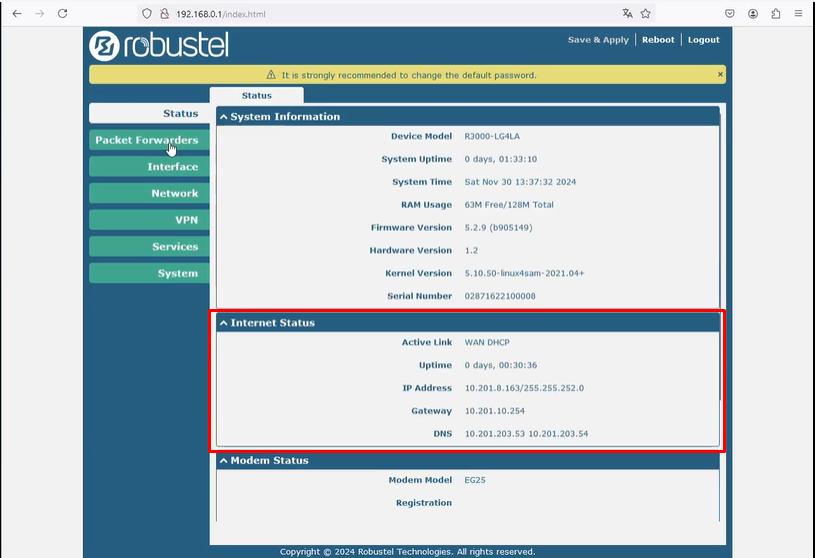 192.168.0.1/index.html
robustel
Save & Apply Reboot Logout
It is strongly recommended to change the default password. ×
Status
Status
Packet Forwarders
Interface
Network
VPN
Services
System
System Information
Device Model R3000-LG4LA
System Uptime 0 days, 01:33:10
System Time Sat Nov 30 13:37:32 2024
RAM Usage 63M Free/128M Total
Firmware Version 5.2.9 (b905149)
Hardware Version 1.2
Kernel Version 5.10.50-linux4sam-2021.04+
Serial Number 02871622100008
Internet Status
Active Link WAN DHCP
Uptime 0 days, 00:30:36
IP Address 10.201.8.163/255.255.252.0
Gateway 10.201.10.254
DNS 10.201.203.53 10.201.203.54
Modem Status
Modem Model EG25
Registration
Copyright © 2024 Robustel Technologies. All rights reserved.